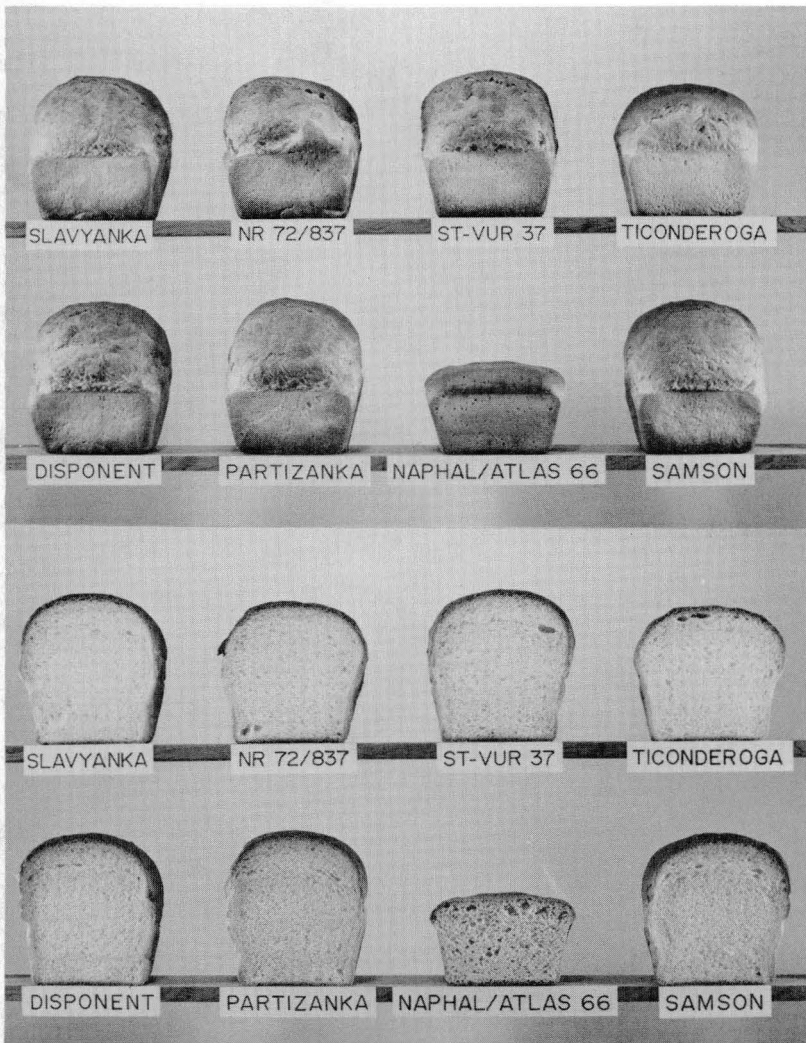 SLAVYANKA NR 72/837 ST-VUR 37 TICONDEROGA
DISPONENT PARTIZANKA NAPHAL/ATLAS 66 SAMSON
SLAVYANKA NR 72/837 ST-VUR 37 TICONDEROGA
DISPONENT PARTIZANKA NAPHAL/ATLAS 66 SAMSON